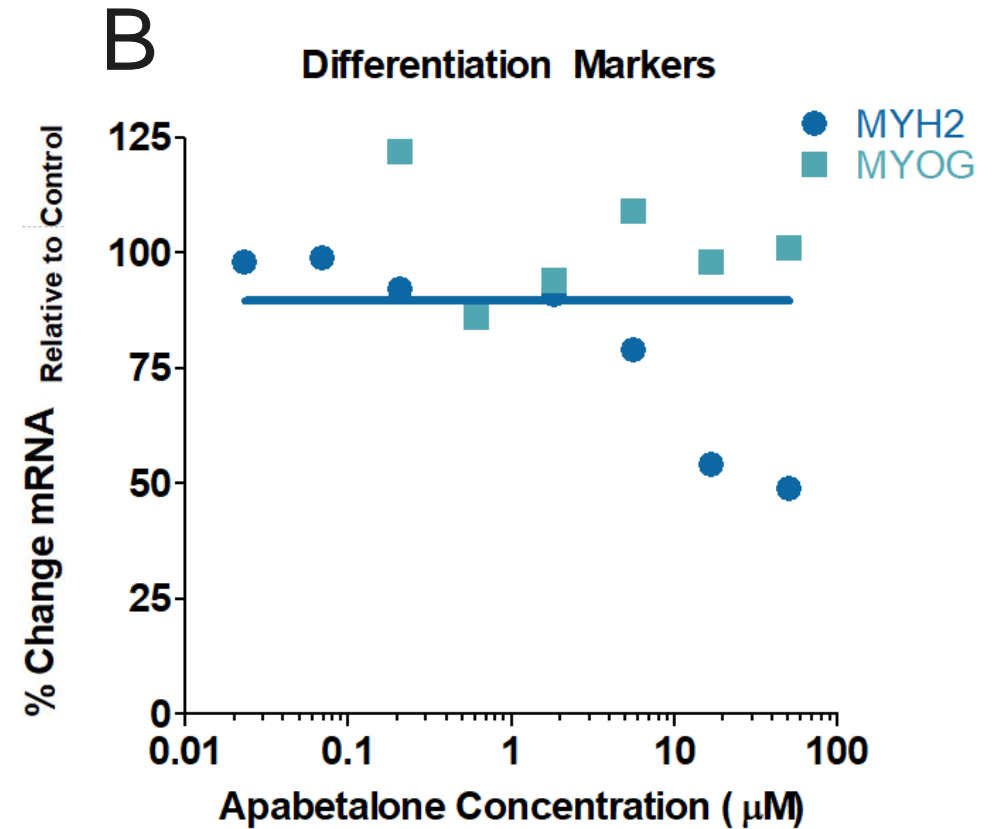 B
Differentiation Markers
MYH2
MYOG
% Change mRNA Relative to Control
125
100
75
50
25
0
0.01 0.1 1 10 100
Apabetalone Concentration ( μM)